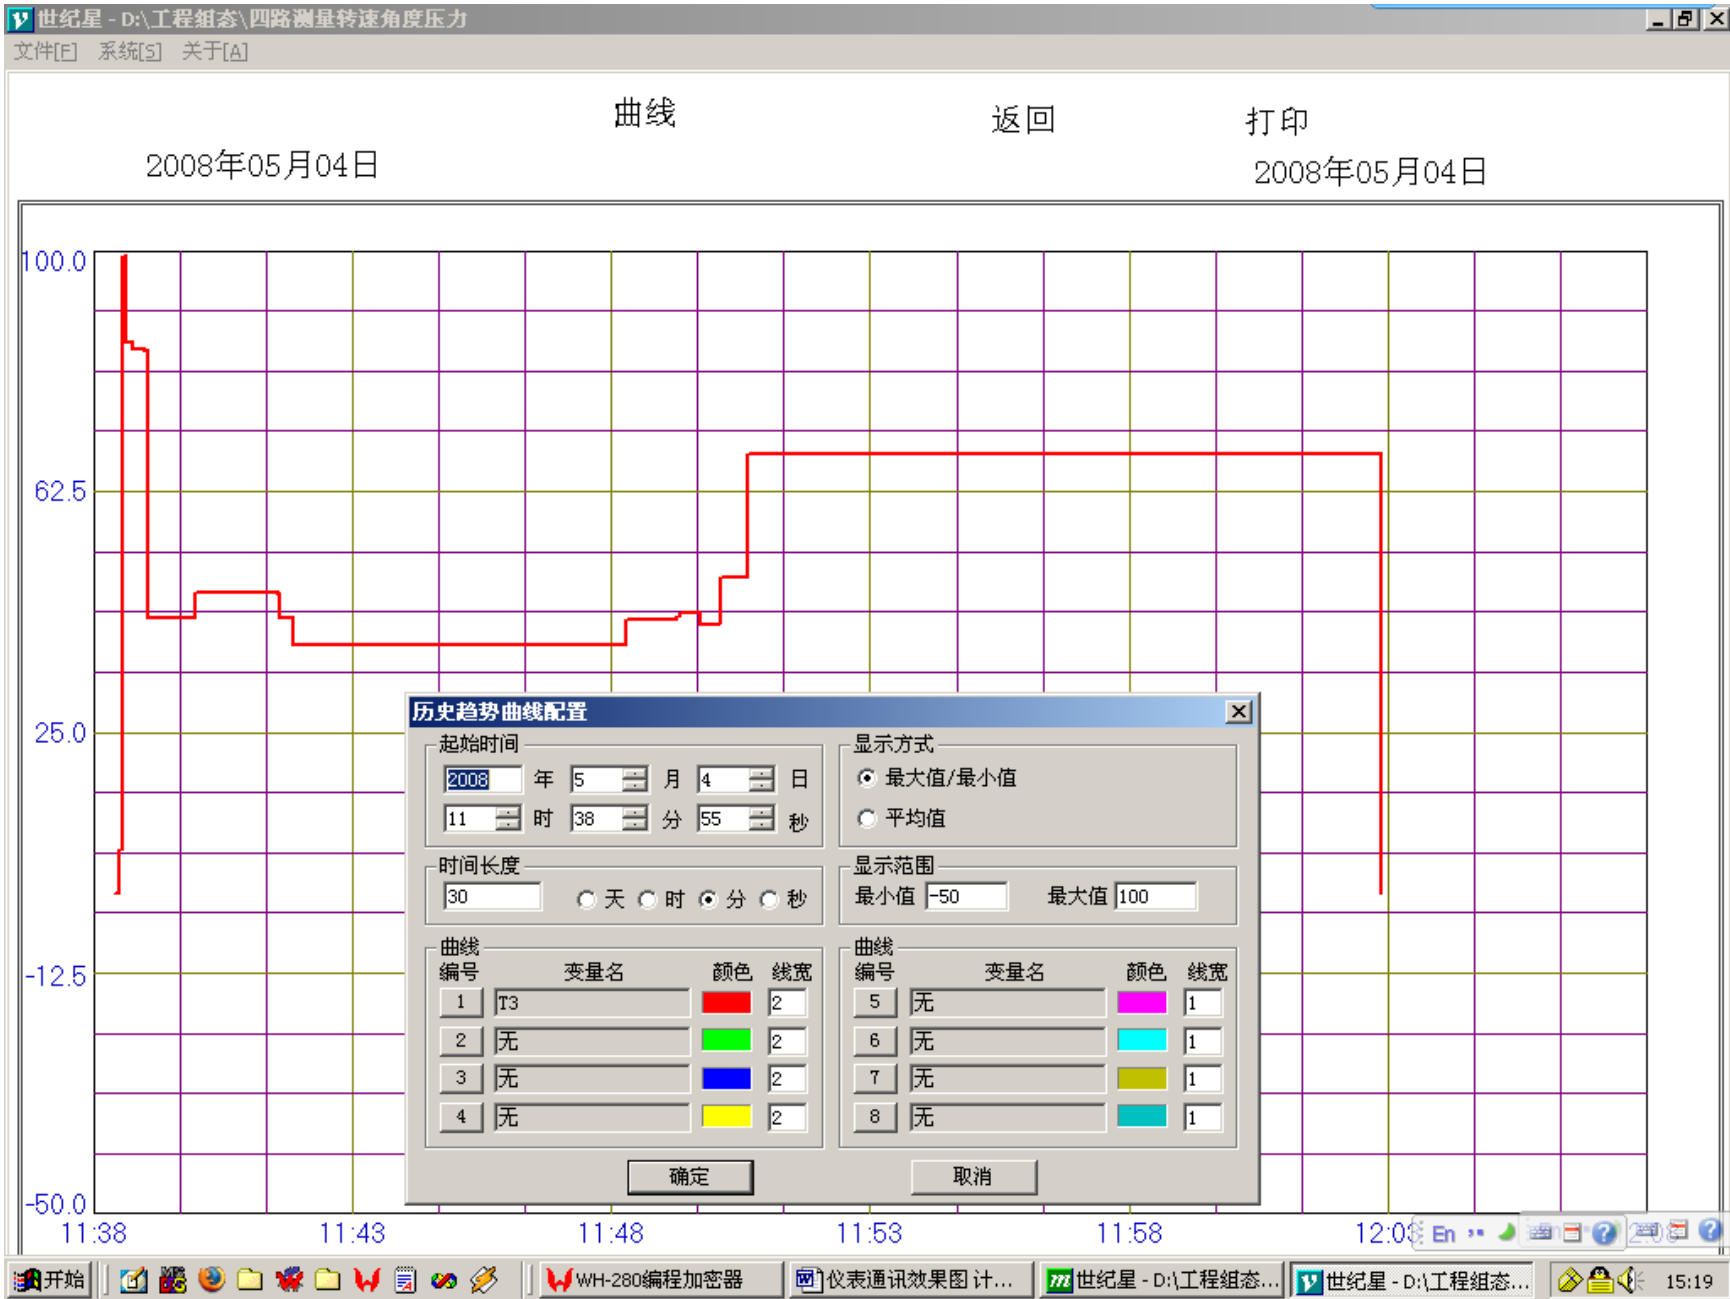 世纪星 - D:\工程组态\四路测量转速角度压力
文件[F] 系统[S] 关于[A]
曲线 返回 打印
2008年05月04日 2008年05月04日
100.0
62.5
25.0
-12.5
-50.0
11:38 11:43 11:48 11:53 11:58 12:03
历史趋势曲线配置
起始时间 显示方式
2008 年 5 月 4 日 最大值/最小值
11 时 38 分 55 秒 平均值
时间长度 显示范围
30 天 时 分 秒 最小值 -50 最大值 100
曲线 曲线
编号 变量名 颜色 线宽 编号 变量名 颜色 线宽
1 T3 2 5 无 1
2 无 2 6 无 1
3 无 2 7 无 1
4 无 2 8 无 1
确定 取消
En
开始 WH-280编程加密器 仪表通讯效果图 计... 世纪星 - D:\工程组态... 世纪星 - D:\工程组态... 15:19